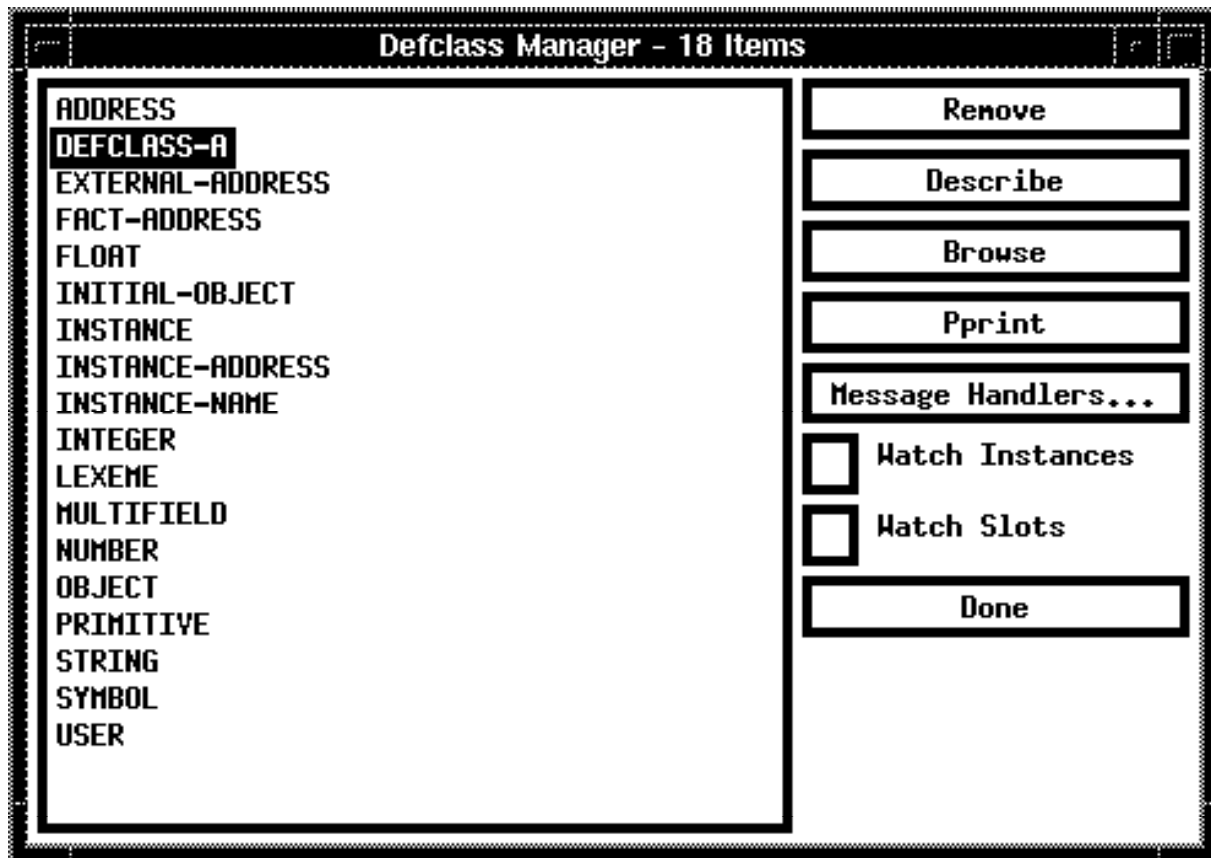 Defclass Manager - 18 Items
ADDRESS
DEFCLASS-A
EXTERNAL-ADDRESS
FACT-ADDRESS
FLOAT
INITIAL-OBJECT
INSTANCE
INSTANCE-ADDRESS
INSTANCE-NAME
INTEGER
LEXEME
MULTIFIELD
NUMBER
OBJECT
PRIMITIVE
STRING
SYMBOL
USER
Remove
Describe
Browse
Pprint
Message Handlers...
Watch Instances
Watch Slots
Done